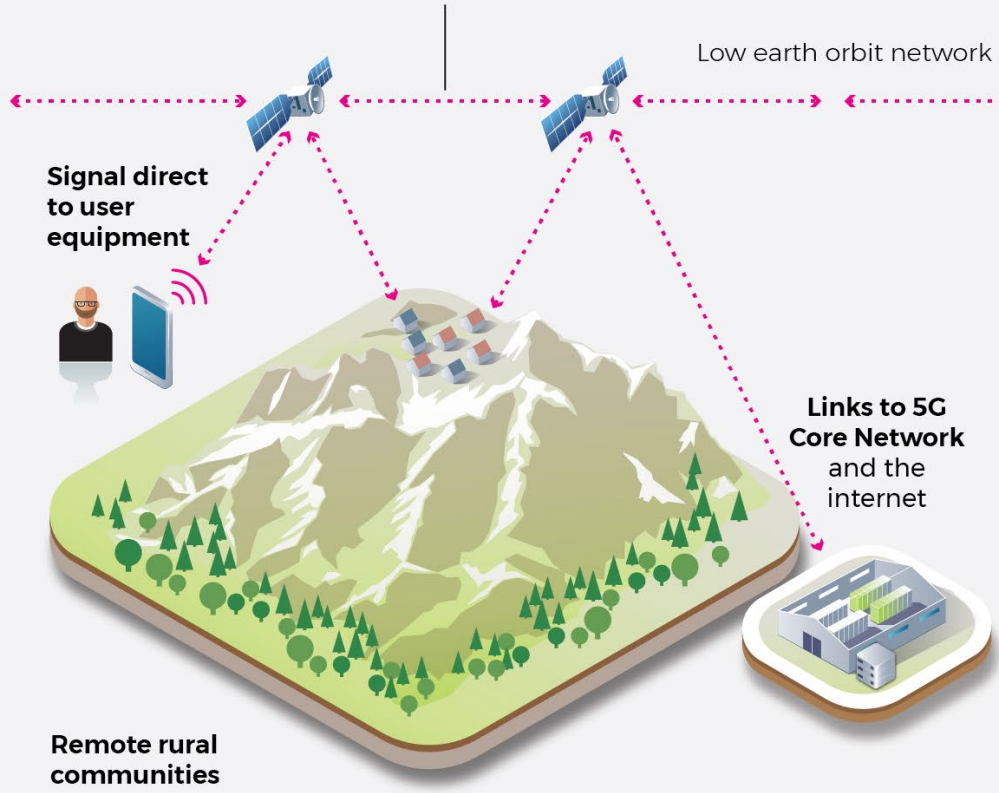 Low earth orbit network
Signal direct
to user
equipment
Links to 5G
Core Network
and the
internet
Remote rural
communities